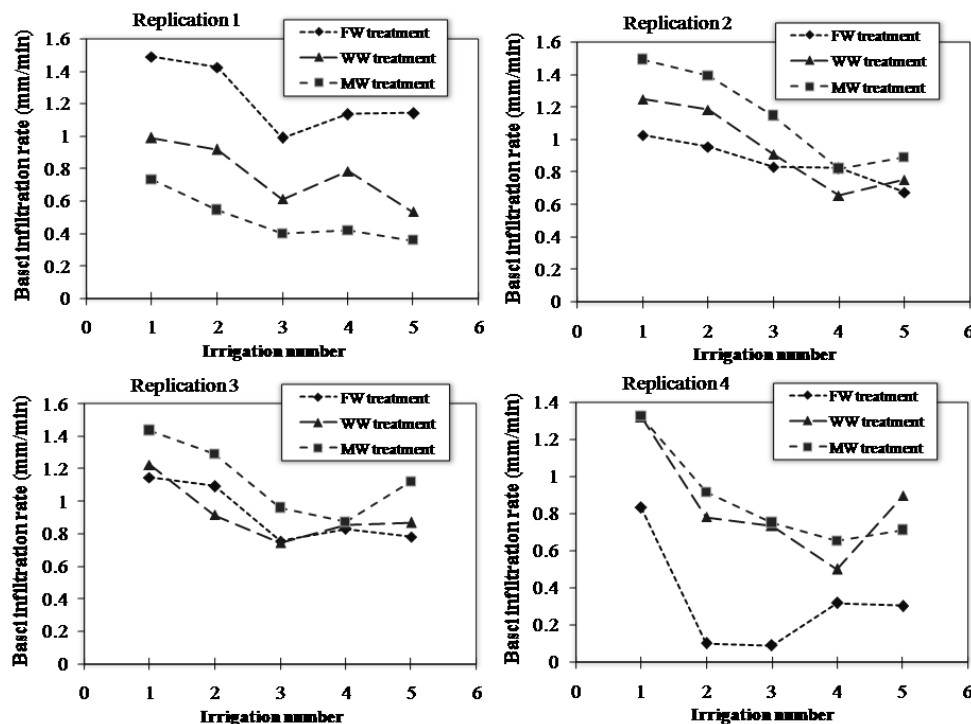 Replication 1
FW treatment
WW treatment
MW treatment
Basci infiltration rate (mm/min)
1.6
1.4
1.2
1
0.8
0.6
0.4
0.2
0
0 1 2 3 4 5 6
Irrigation number
Replication 2
FW treatment
WW treatment
MW treatment
Basci infiltration rate (mm/min)
1.6
1.4
1.2
1
0.8
0.6
0.4
0.2
0
0 1 2 3 4 5 6
Irrigation number
Replication 3
FW treatment
WW treatment
MW treatment
Basci infiltration rate (mm/min)
1.6
1.4
1.2
1
0.8
0.6
0.4
0.2
0
0 1 2 3 4 5 6
Irrigation number
Replication 4
FW treatment
WW treatment
MW treatment
Basci infiltration rate (mm/min)
1.4
1.2
1
0.8
0.6
0.4
0.2
0
0 1 2 3 4 5 6
Irrigation number